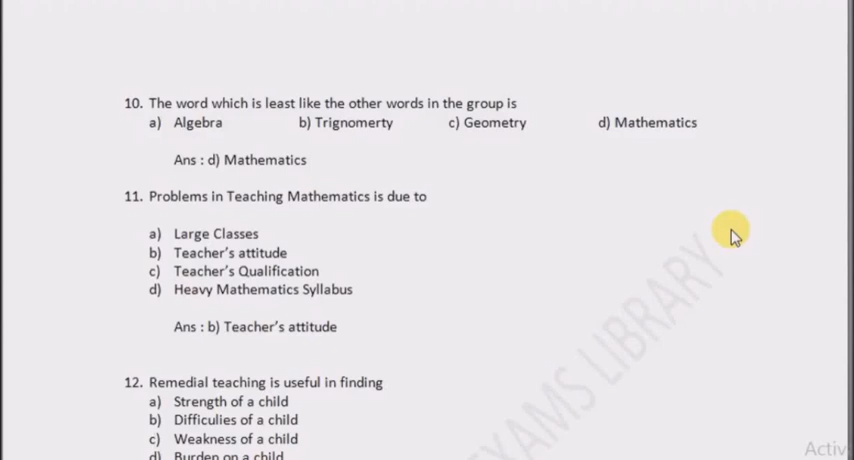 10. The word which is least like the other words in the group is
a) Algebra b) Trignomerty c) Geometry d) Mathematics
Ans : d) Mathematics
11. Problems in Teaching Mathematics is due to
a) Large Classes
b) Teacher's attitude
c) Teacher's Qualification
d) Heavy Mathematics Syllabus
Ans : b) Teacher's attitude
12. Remedial teaching is useful in finding
a) Strength of a child
b) Difficulies of a child
c) Weakness of a child
d) Burden on a child
EXAMS LIBRARY
Activ